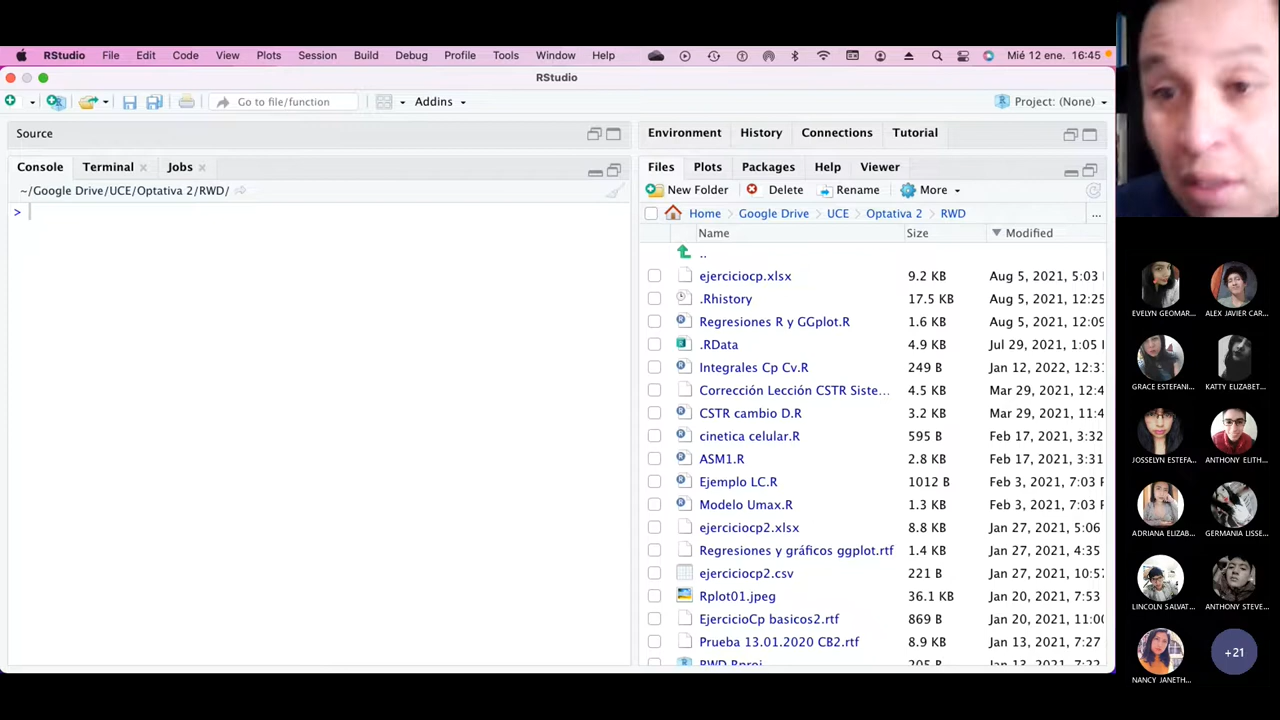 RStudio File Edit Code View Plots Session Build Debug Profile Tools Window Help Mié 12 ene. 16:45
RStudio
Go to file/function Addins Project: (None)
Source
Console Terminal Jobs
~/Google Drive/UCE/Optativa 2/RWD/
>
Environment History Connections Tutorial
Files Plots Packages Help Viewer
New Folder Delete Rename More
Home Google Drive UCE Optativa 2 RWD ...
Name Size Modified
..
ejerciciocp.xlsx 9.2 KB Aug 5, 2021, 5:03
.Rhistory 17.5 KB Aug 5, 2021, 12:25
Regresiones R y GGplot.R 1.6 KB Aug 5, 2021, 12:09
.RData 4.9 KB Jul 29, 2021, 1:05
Integrales Cp Cv.R 249 B Jan 12, 2022, 12:31
Corrección Lección CSTR Siste... 4.5 KB Mar 29, 2021, 12:4
CSTR cambio D.R 3.2 KB Mar 29, 2021, 11:4
cinetica celular.R 595 B Feb 17, 2021, 3:32
ASM1.R 2.8 KB Feb 17, 2021, 3:31
Ejemplo LC.R 1012 B Feb 3, 2021, 7:03
Modelo Umax.R 1.3 KB Feb 3, 2021, 7:03
ejerciciocp2.xlsx 8.8 KB Jan 27, 2021, 5:06
Regresiones y gráficos ggplot.rtf 1.4 KB Jan 27, 2021, 4:35
ejerciciocp2.csv 221 B Jan 27, 2021, 10:5
Rplot01.jpeg 36.1 KB Jan 20, 2021, 7:53
EjercicioCp basicos2.rtf 869 B Jan 20, 2021, 11:00
Prueba 13.01.2020 CB2.rtf 8.9 KB Jan 13, 2021, 7:27
RWD.Rproj 205 B Jan 13, 2021, 7:22
EVELYN GEOMAR... ALEX JAVIER CAR...
GRACE ESTEFANI... KATTY ELIZABET...
JOSSELYN ESTEFA... ANTHONY ELITH...
ADRIANA ELIZAB... GERMANIA LISSE...
LINCOLN SALVAT... ANTHONY STEVE...
NANCY JANETH... +21